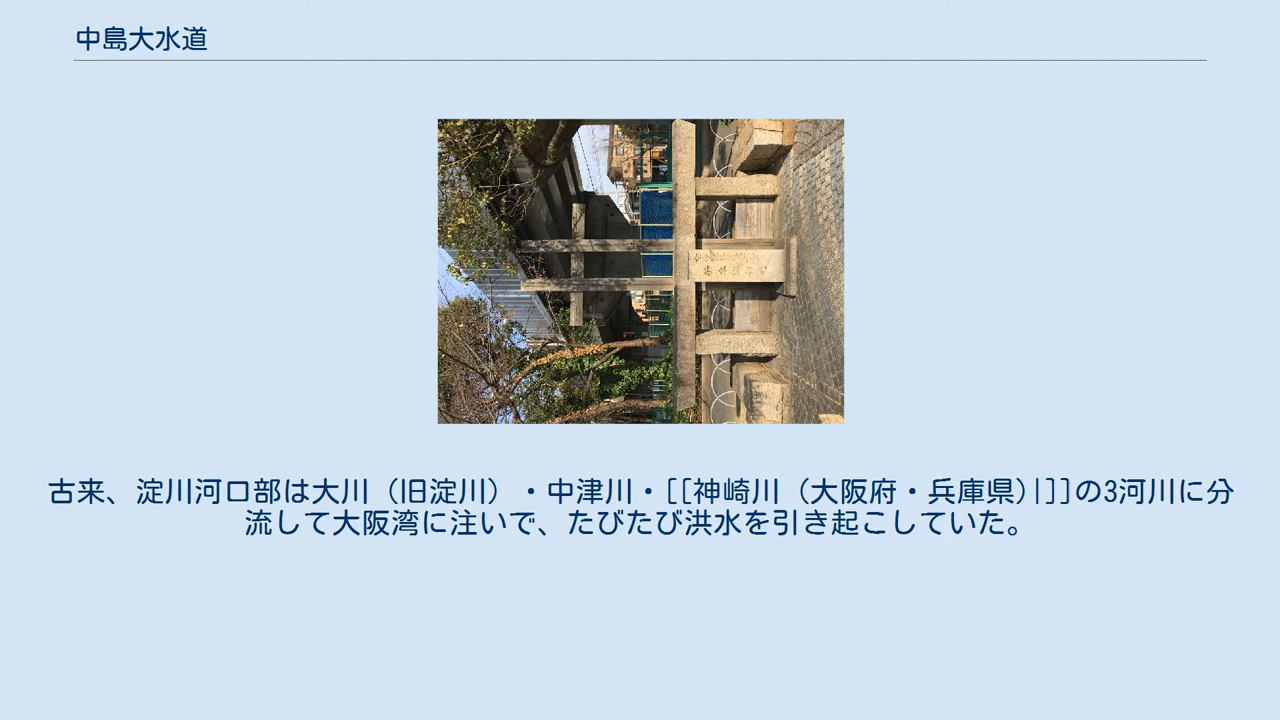 中島大水道
古来、淀川河口部は大川（旧淀川）・中津川・[[神崎川（大阪府・兵庫県)|]]の3河川に分
流して大阪湾に注いで、たびたび洪水を引き起こしていた。